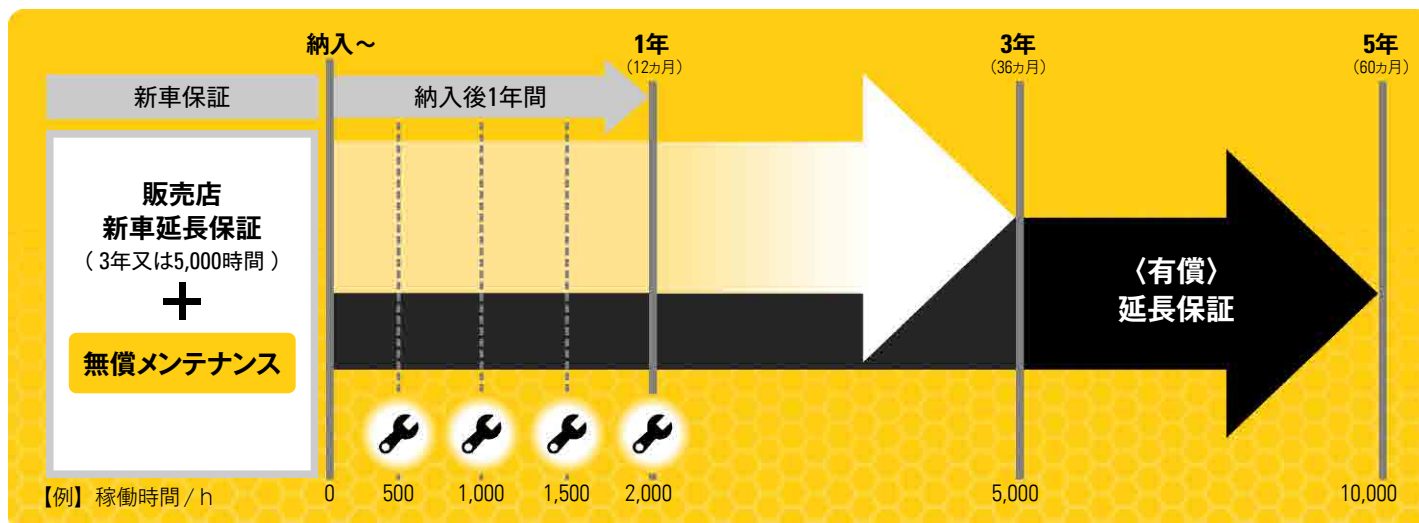 納入~
1年
(12ヵ月)
3年
(36ヵ月)
5年
(60ヵ月)
新車保証
納入後1年間
販売店
新車延長保証
( 3年又は5,000時間 )
+
無償メンテナンス
〈有償〉
延長保証
【例】稼働時間/h
0
500
1,000
1,500
2,000
5,000
10,000